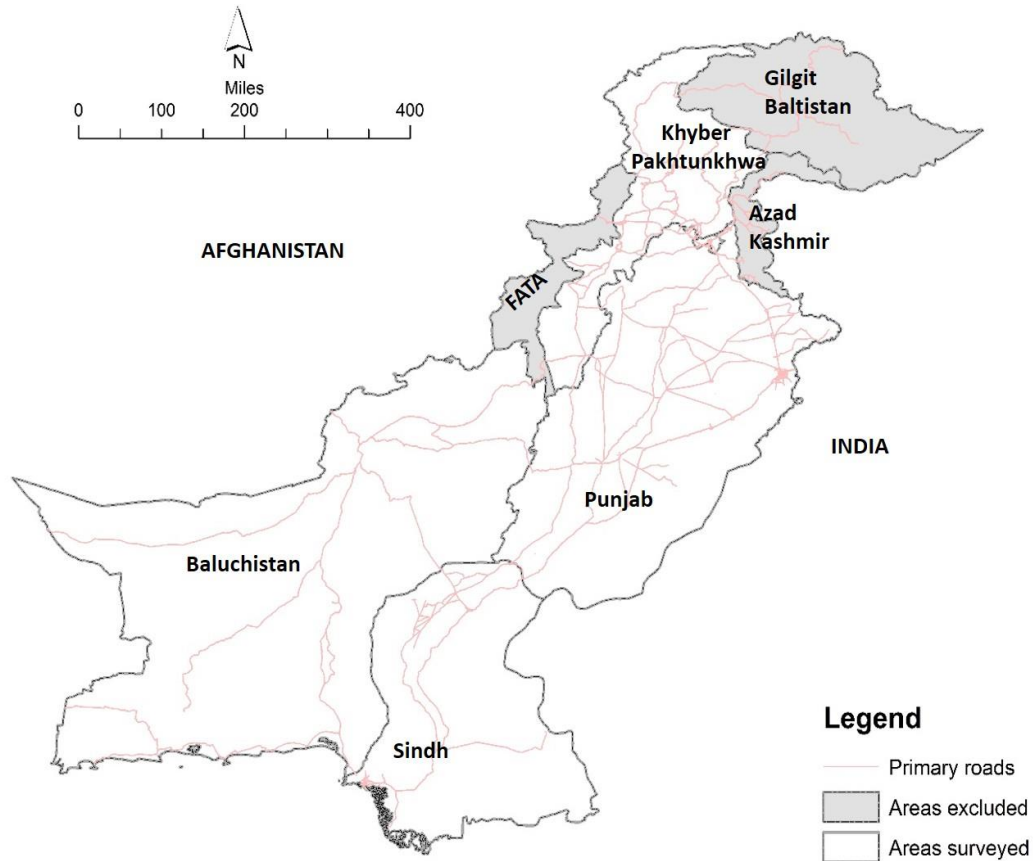 N
Miles
0 100 200 400
Gilgit
Baltistan
Khyber
Pakhtunkhwa
Azad
Kashmir
AFGHANISTAN
FATA
INDIA
Punjab
Baluchistan
Sindh
Legend
Primary roads
Areas excluded
Areas surveyed